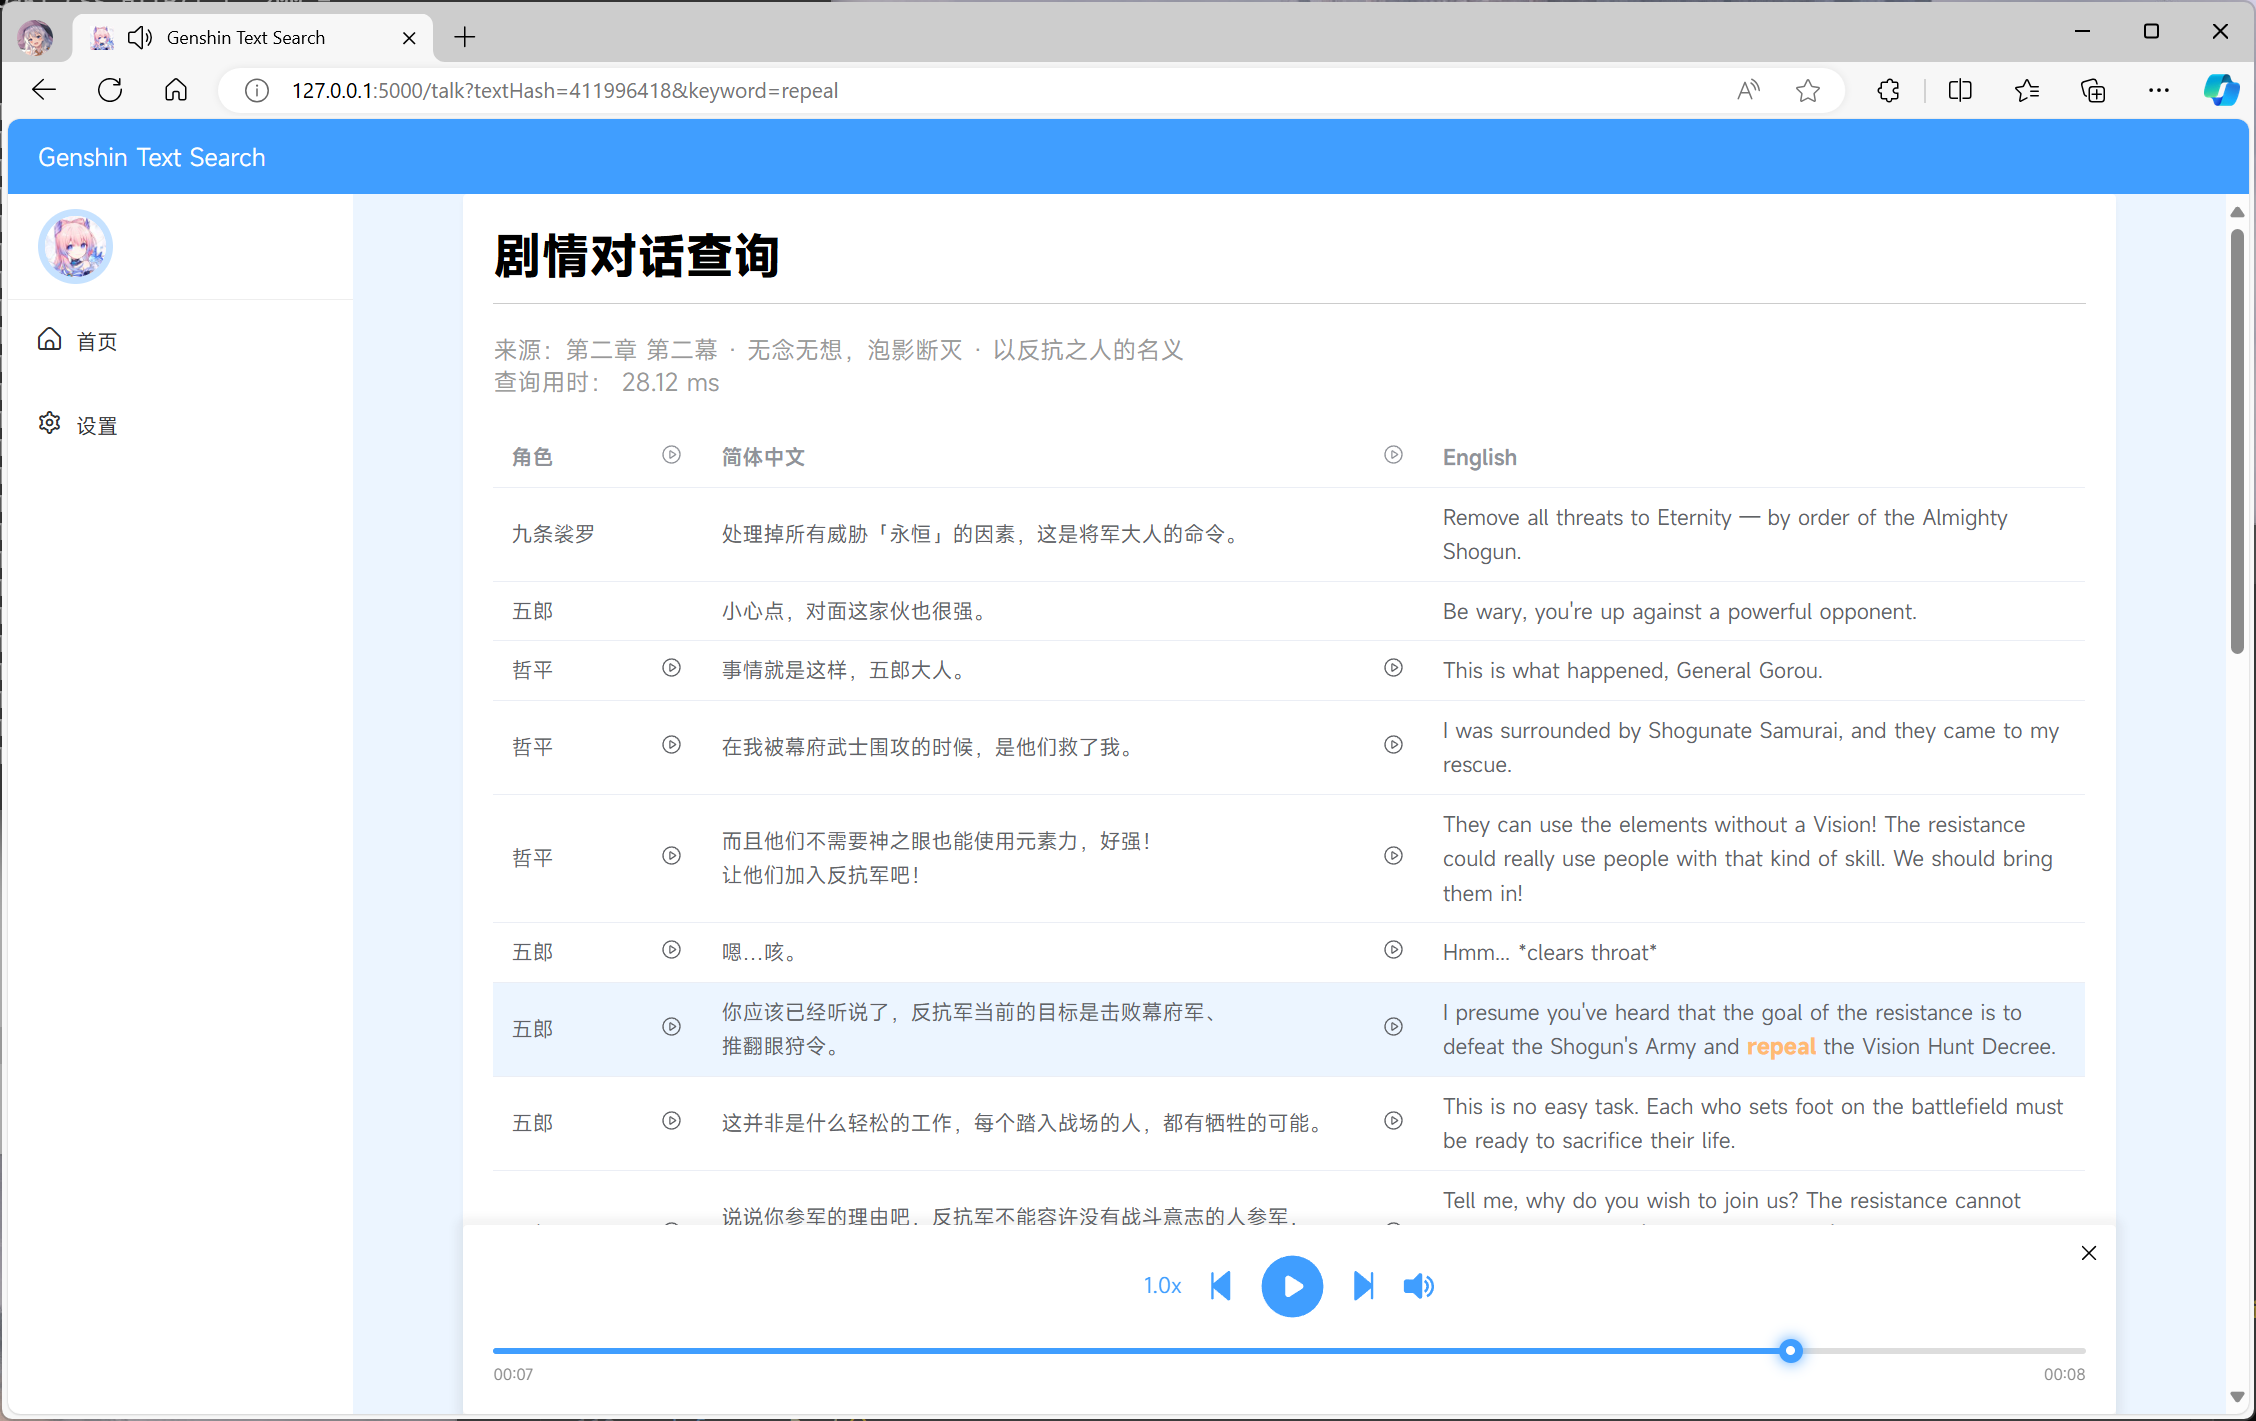 Genshin Text Search
127.0.0.1:5000/talk?textHash=411996418&keyword=repeal
Genshin Text Search
首页
设置
剧情对话查询
来源：第二章 第二幕 · 无念无想，泡影断灭 · 以反抗之人的名义
查询用时： 28.12 ms
角色 简体中文 English
九条裟罗 处理掉所有威胁「永恒」的因素，这是将军大人的命令。 Remove all threats to Eternity — by order of the Almighty
Shogun.
五郎 小心点，对面这家伙也很强。 Be wary, you're up against a powerful opponent.
哲平 事情就是这样，五郎大人。 This is what happened, General Gorou.
哲平 在我被幕府武士围攻的时候，是他们救了我。 I was surrounded by Shogunate Samurai, and they came to my
rescue.
哲平 而且他们不需要神之眼也能使用元素力，好强！
让他们加入反抗军吧！
They can use the elements without a Vision! The resistance
could really use people with that kind of skill. We should bring
them in!
五郎 嗯…咳。 Hmm... *clears throat*
五郎 你应该已经听说了，反抗军当前的目标是击败幕府军、
推翻眼狩令。
I presume you've heard that the goal of the resistance is to
defeat the Shogun's Army and repeal the Vision Hunt Decree.
五郎 这并非是什么轻松的工作，每个踏入战场的人，都有牺牲的可能。 This is no easy task. Each who sets foot on the battlefield must
be ready to sacrifice their life.
说说你参军的理由吧，反抗军不能容许没有战斗意志的人参军， Tell me, why do you wish to join us? The resistance cannot
1.0x
00:07 00:08